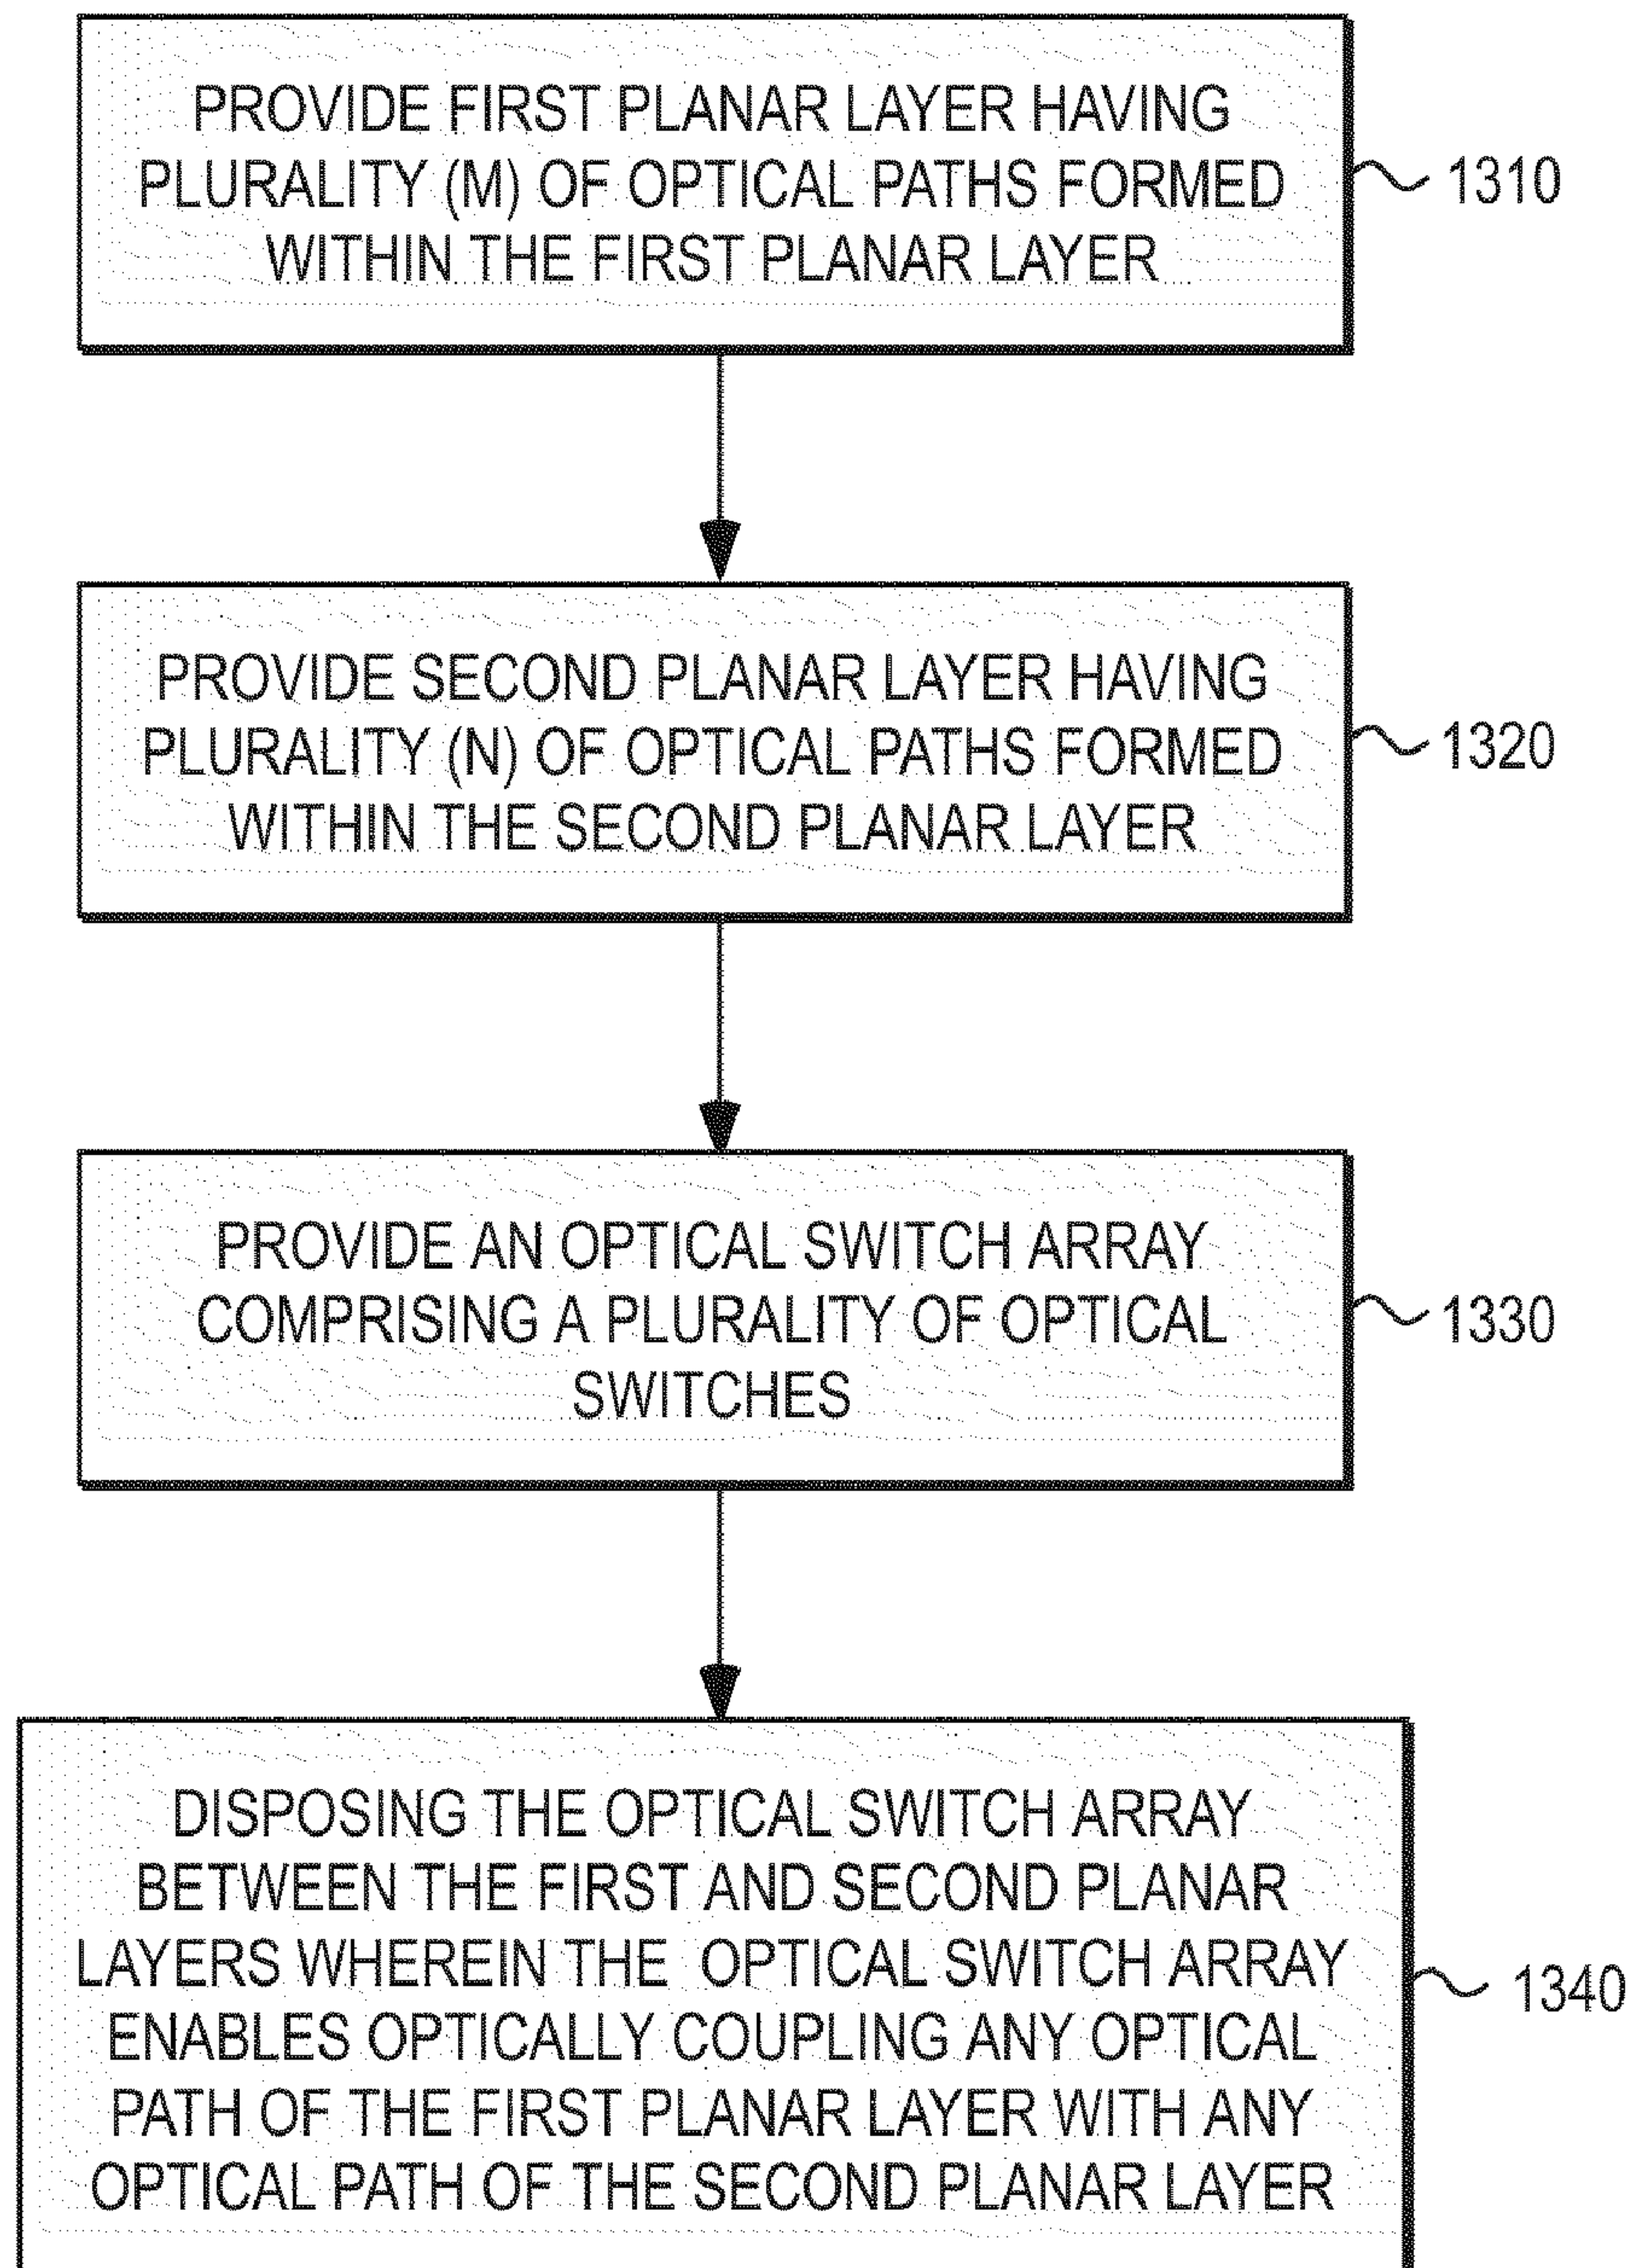 PROVIDE FIRST PLANAR LAYER HAVING
PLURALITY (M) OF OPTICAL PATHS FORMED
WITHIN THE FIRST PLANAR LAYER
1310
PROVIDE SECOND PLANAR LAYER HAVING
PLURALITY (N) OF OPTICAL PATHS FORMED
WITHIN THE SECOND PLANAR LAYER
1320
PROVIDE AN OPTICAL SWITCH ARRAY
COMPRISING A PLURALITY OF OPTICAL
SWITCHES
1330
DISPOSING THE OPTICAL SWITCH ARRAY
BETWEEN THE FIRST AND SECOND PLANAR
LAYERS WHEREIN THE OPTICAL SWITCH ARRAY
ENABLES OPTICALLY COUPLING ANY OPTICAL
PATH OF THE FIRST PLANAR LAYER WITH ANY
OPTICAL PATH OF THE SECOND PLANAR LAYER
1340